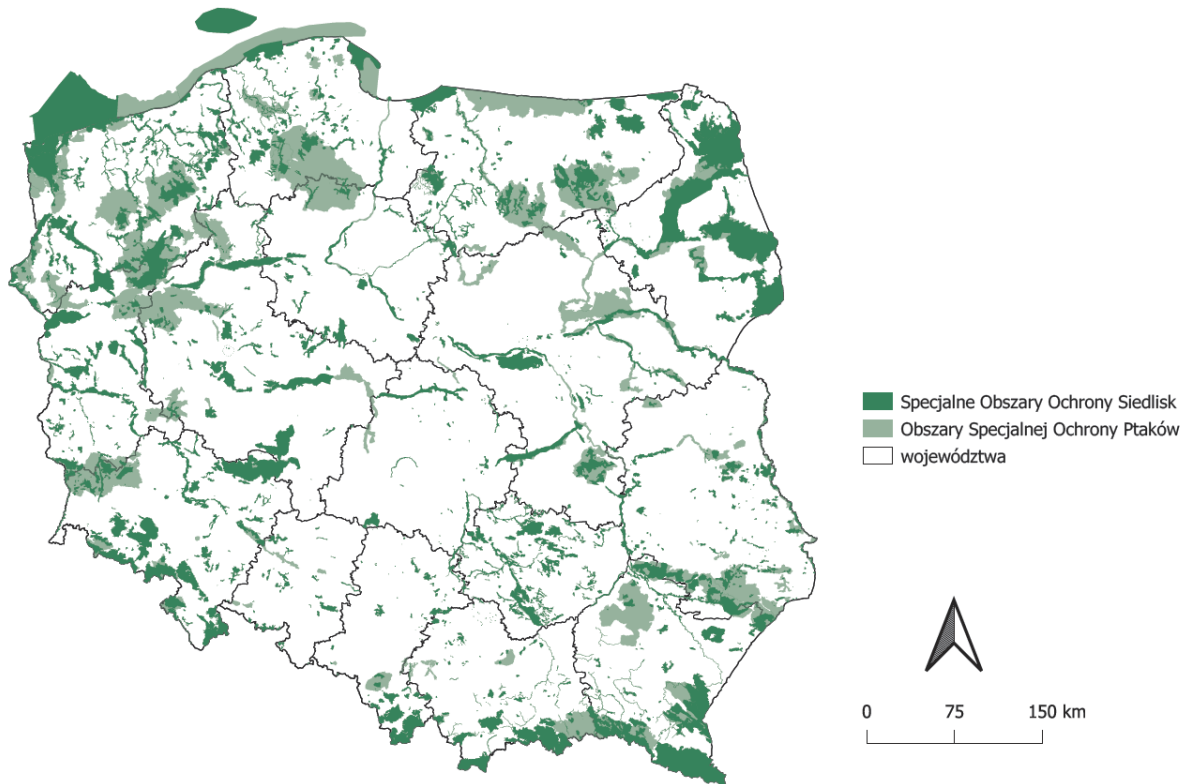 Specjalne Obszary Ochrony Siedlisk
Obszary Specjalnej Ochrony Ptaków
województwa
0 75 150 km